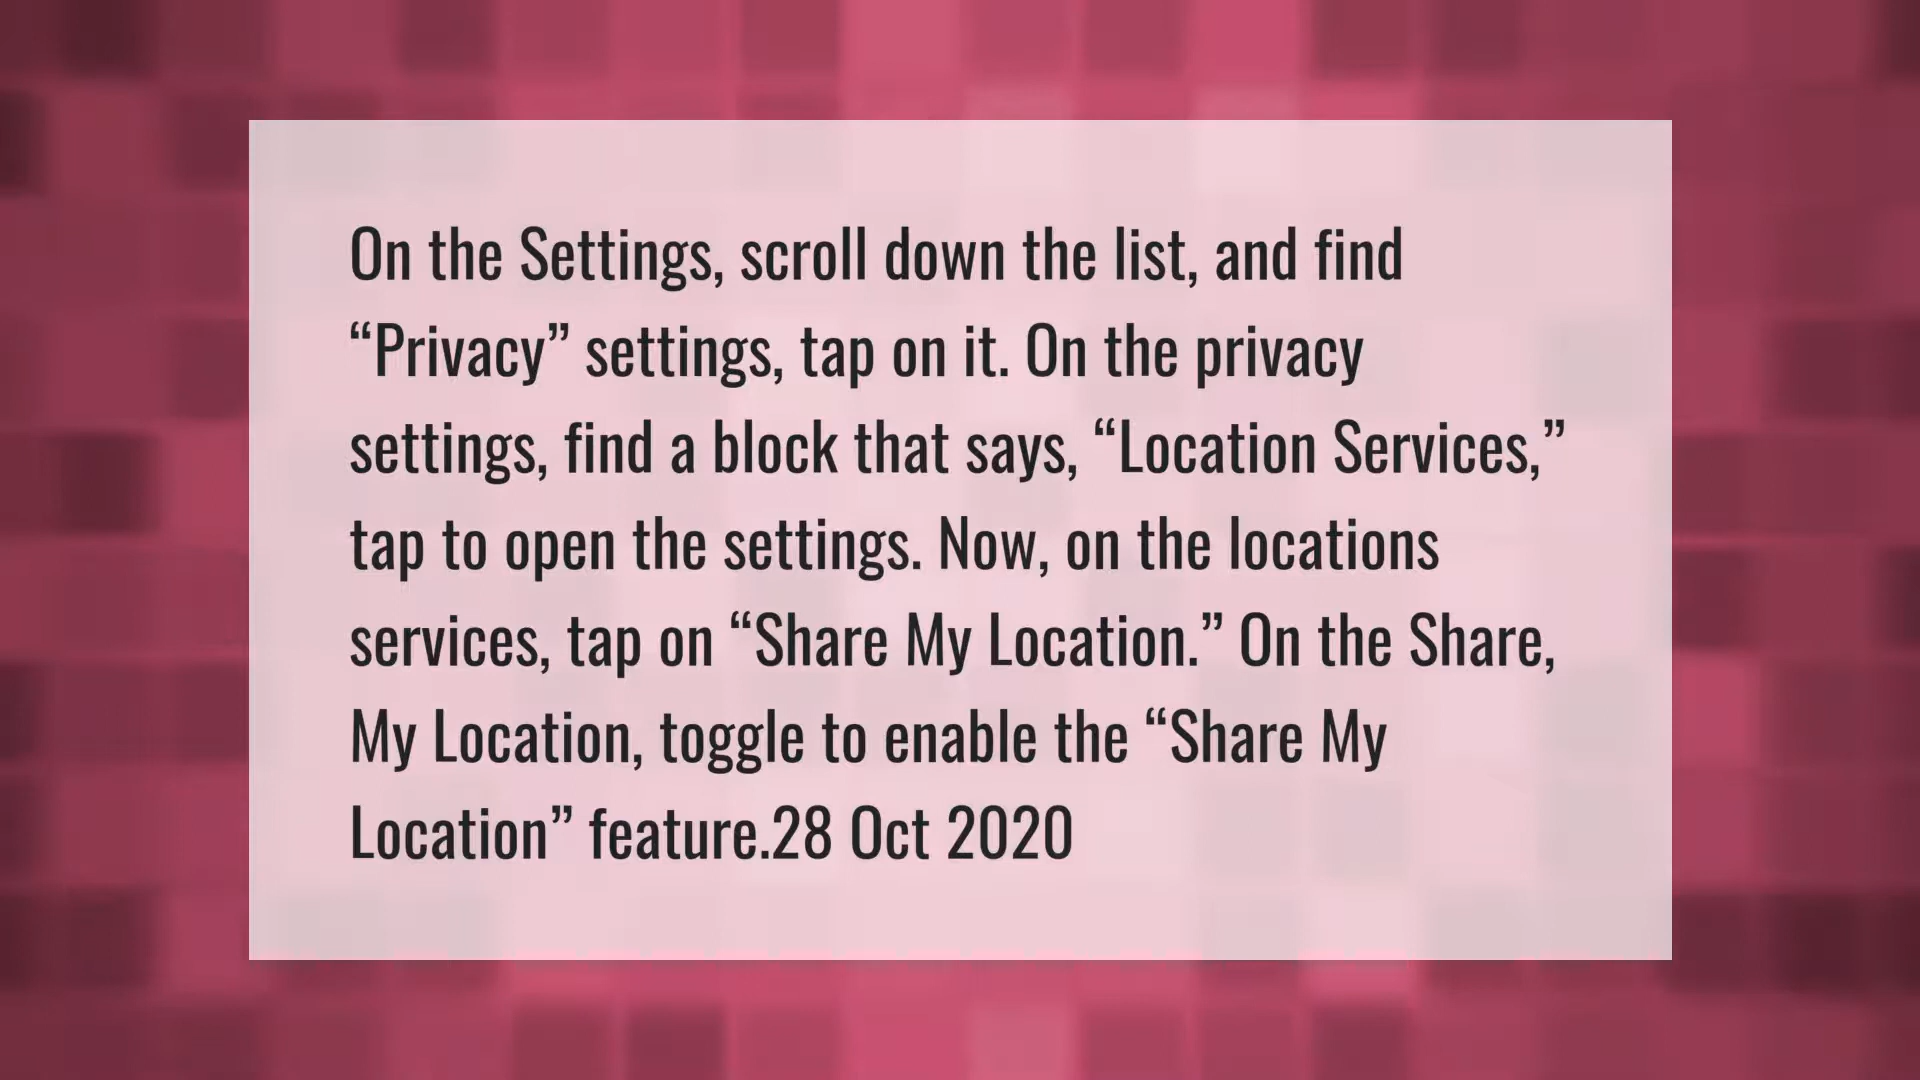 On the Settings, scroll down the list, and find
“Privacy” settings, tap on it. On the privacy
settings, find a block that says, “Location Services,”
tap to open the settings. Now, on the locations
services, tap on “Share My Location.” On the Share,
My Location, toggle to enable the “Share My
Location” feature.28 Oct 2020